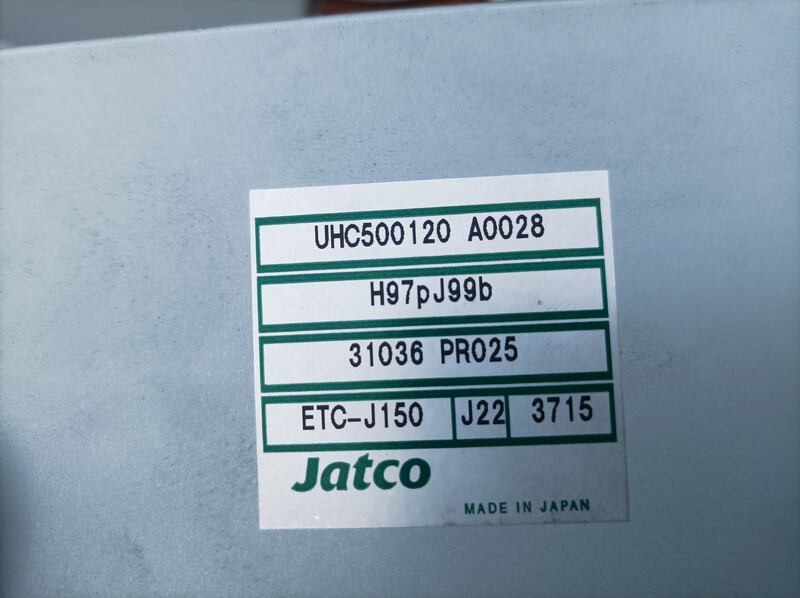 UHC500120 A0028
H97pJ99b
31036 PR025
ETC-J150 J22 3715
Jatco
MADE IN JAPAN